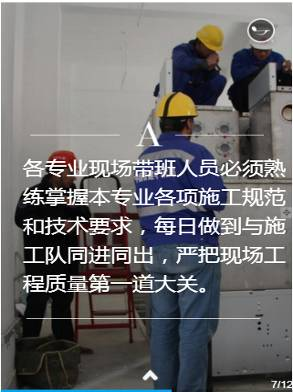 A
各专业现场带班人员必须熟
练掌握本专业各项施工规范
和技术要求，每日做到与施
工队同进同出，严把现场工
程质量第一道大关。
7/12